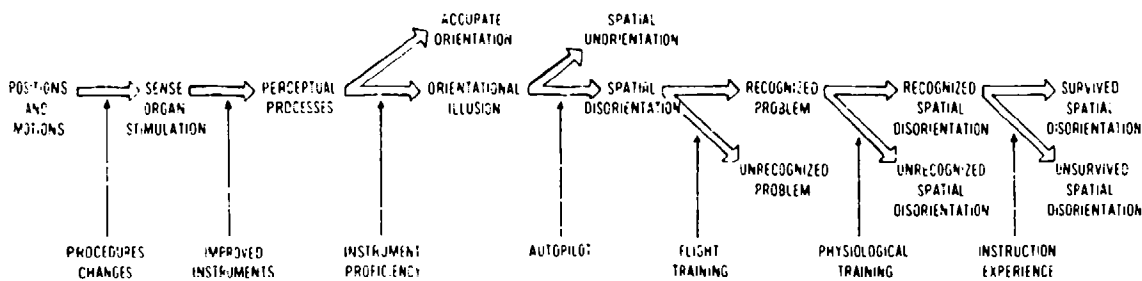 ACCURATE
ORIENTATION
SPATIAL
UNORIENTATION
POSITIONS
AND
MOTIONS
SENSE
ORGAN
STIMULATION
PERCEPTUAL
PROCESSES
ORIENTATIONAL
ILLUSION
SPATIAL
DISORIENTATION
RECOGNIZED
PROBLEM
RECOGNIZED
SPATIAL
DISORIENTATION
SURVIVED
SPATIAL
DISORIENTATION
UNRECOGNIZED
PROBLEM
UNRECOGNIZED
SPATIAL
DISORIENTATION
UNSURVIVED
SPATIAL
DISORIENTATION
PROCEDURES
CHANGES
IMPROVED
INSTRUMENTS
INSTRUMENT
PROFICIENCY
AUTOPILOT
FLIGHT
TRAINING
PHYSIOLOGICAL
TRAINING
INSTRUCTION
EXPERIENCE